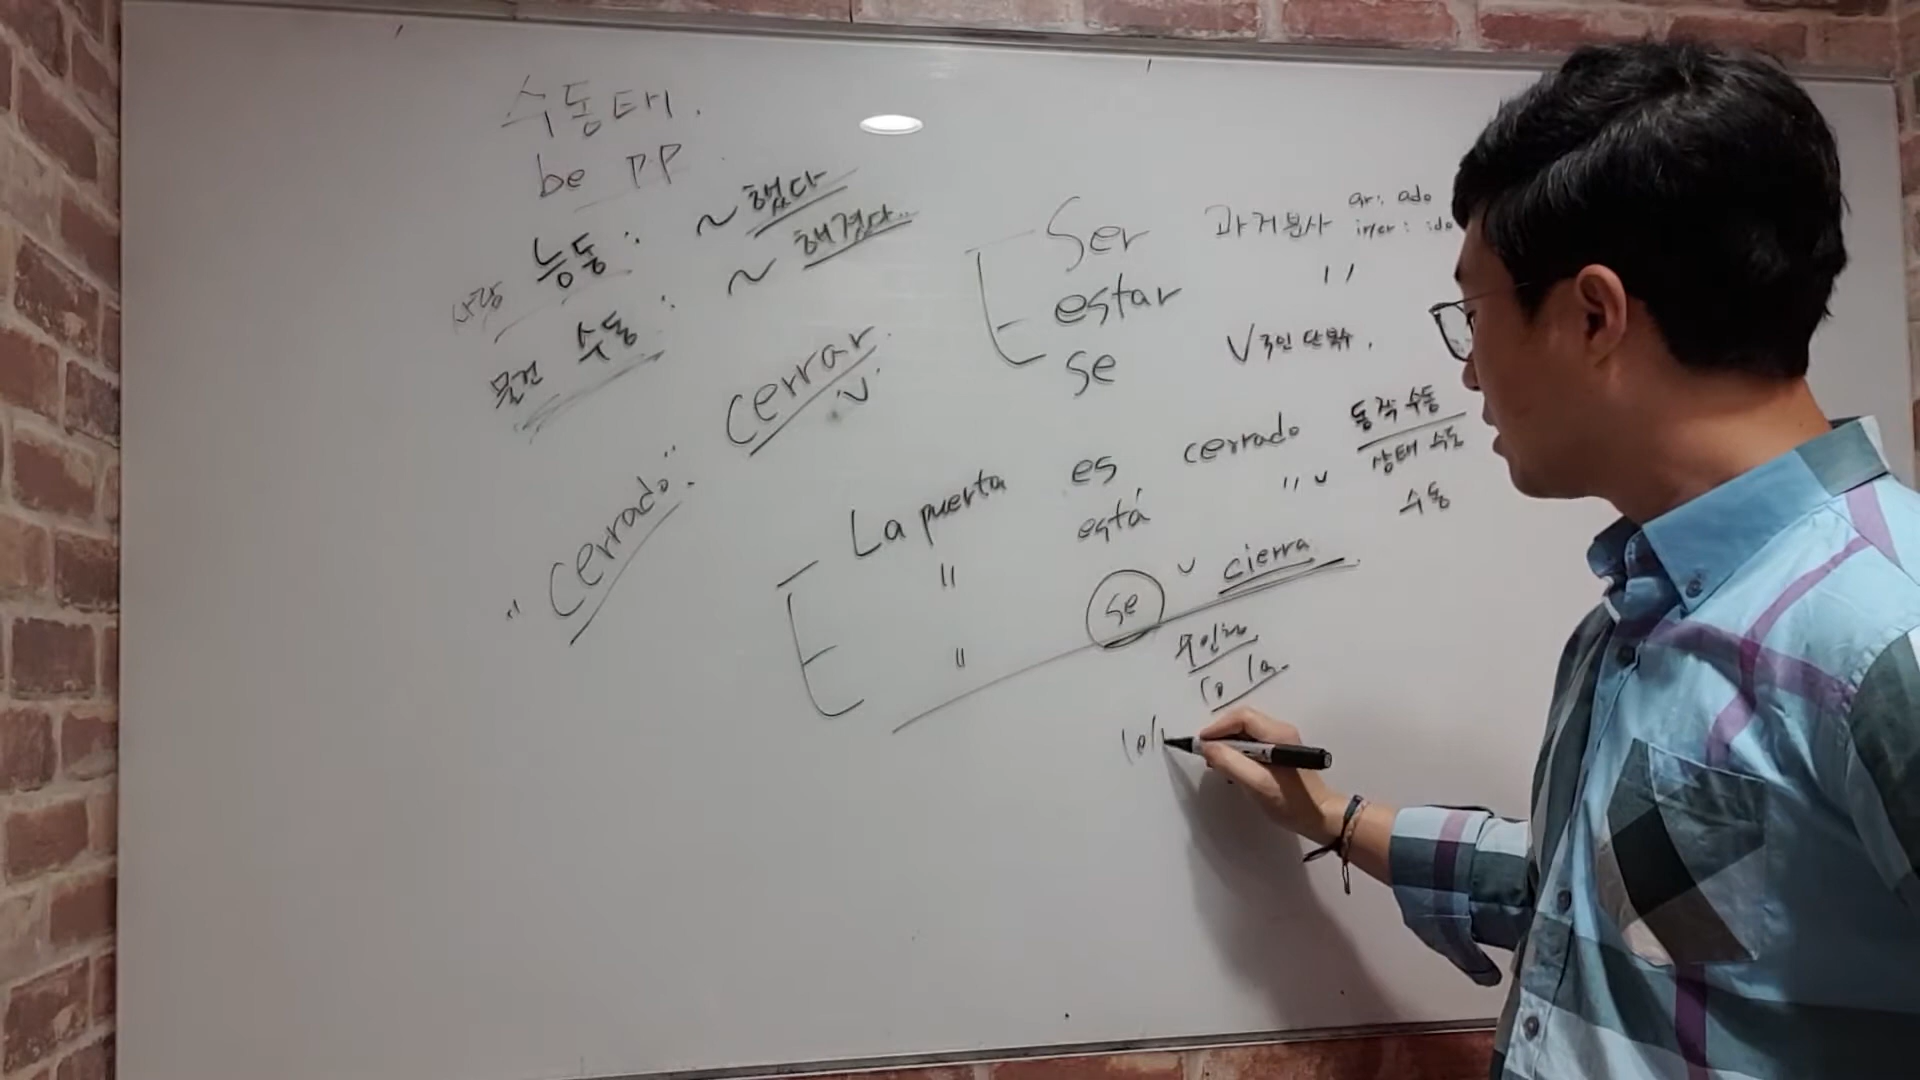 수동태.
be PP
사람 능동 : ~ 했다
물건 수동 : ~ 해졌다..
cerrar
v
"cerrado".
Ser 과거분사 ar: ado
ir/er : ido
estar 〃
se V 3인 단복수.
La puerta es cerrado 동작 수동
〃 está 〃 v 상태 수동
〃 se v cierra 수동
lo la.